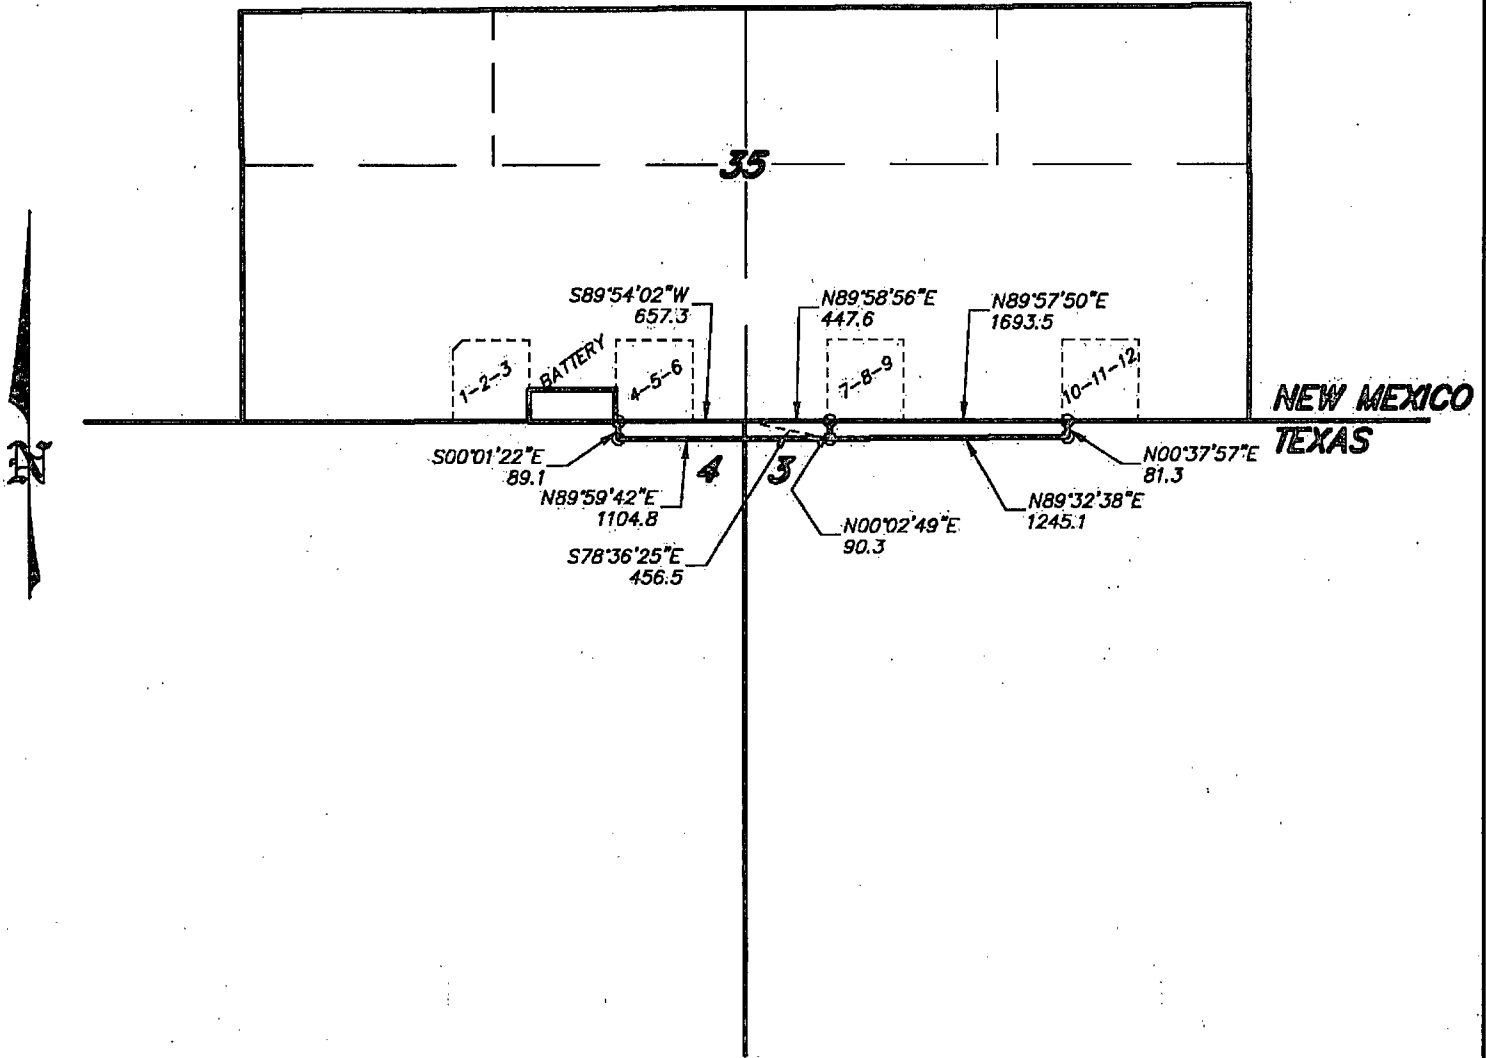 35
S89°54'02"W
657.3
N89°58'56"E
447.6
N89°57'50"E
1693.5
1-2-3
BATTERY
4-5-6
7-8-9
10-11-12
NEW MEXICO
TEXAS
S00°01'22"E
89.1
4
3
N00°37'57"E
81.3
N89°59'42"E
1104.8
N89°32'38"E
1245.1
N00°02'49"E
90.3
S78°36'25"E
456.5
N